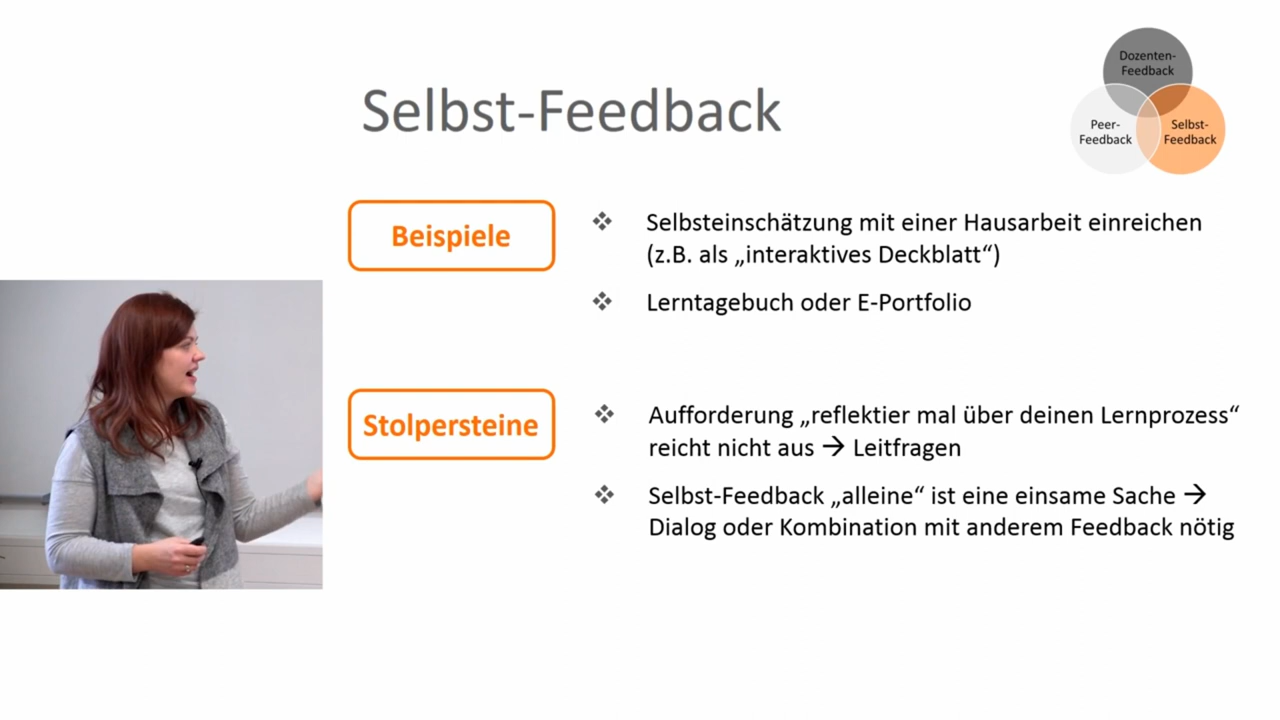 Dozenten-
Feedback
Peer-
Feedback
Selbst-
Feedback
Selbst-Feedback
Beispiele
❖ Selbsteinschätzung mit einer Hausarbeit einreichen
(z.B. als „interaktives Deckblatt“)
❖ Lerntagebuch oder E-Portfolio
Stolpersteine
❖ Aufforderung „reflektier mal über deinen Lernprozess“
reicht nicht aus → Leitfragen
❖ Selbst-Feedback „alleine“ ist eine einsame Sache →
Dialog oder Kombination mit anderem Feedback nötig